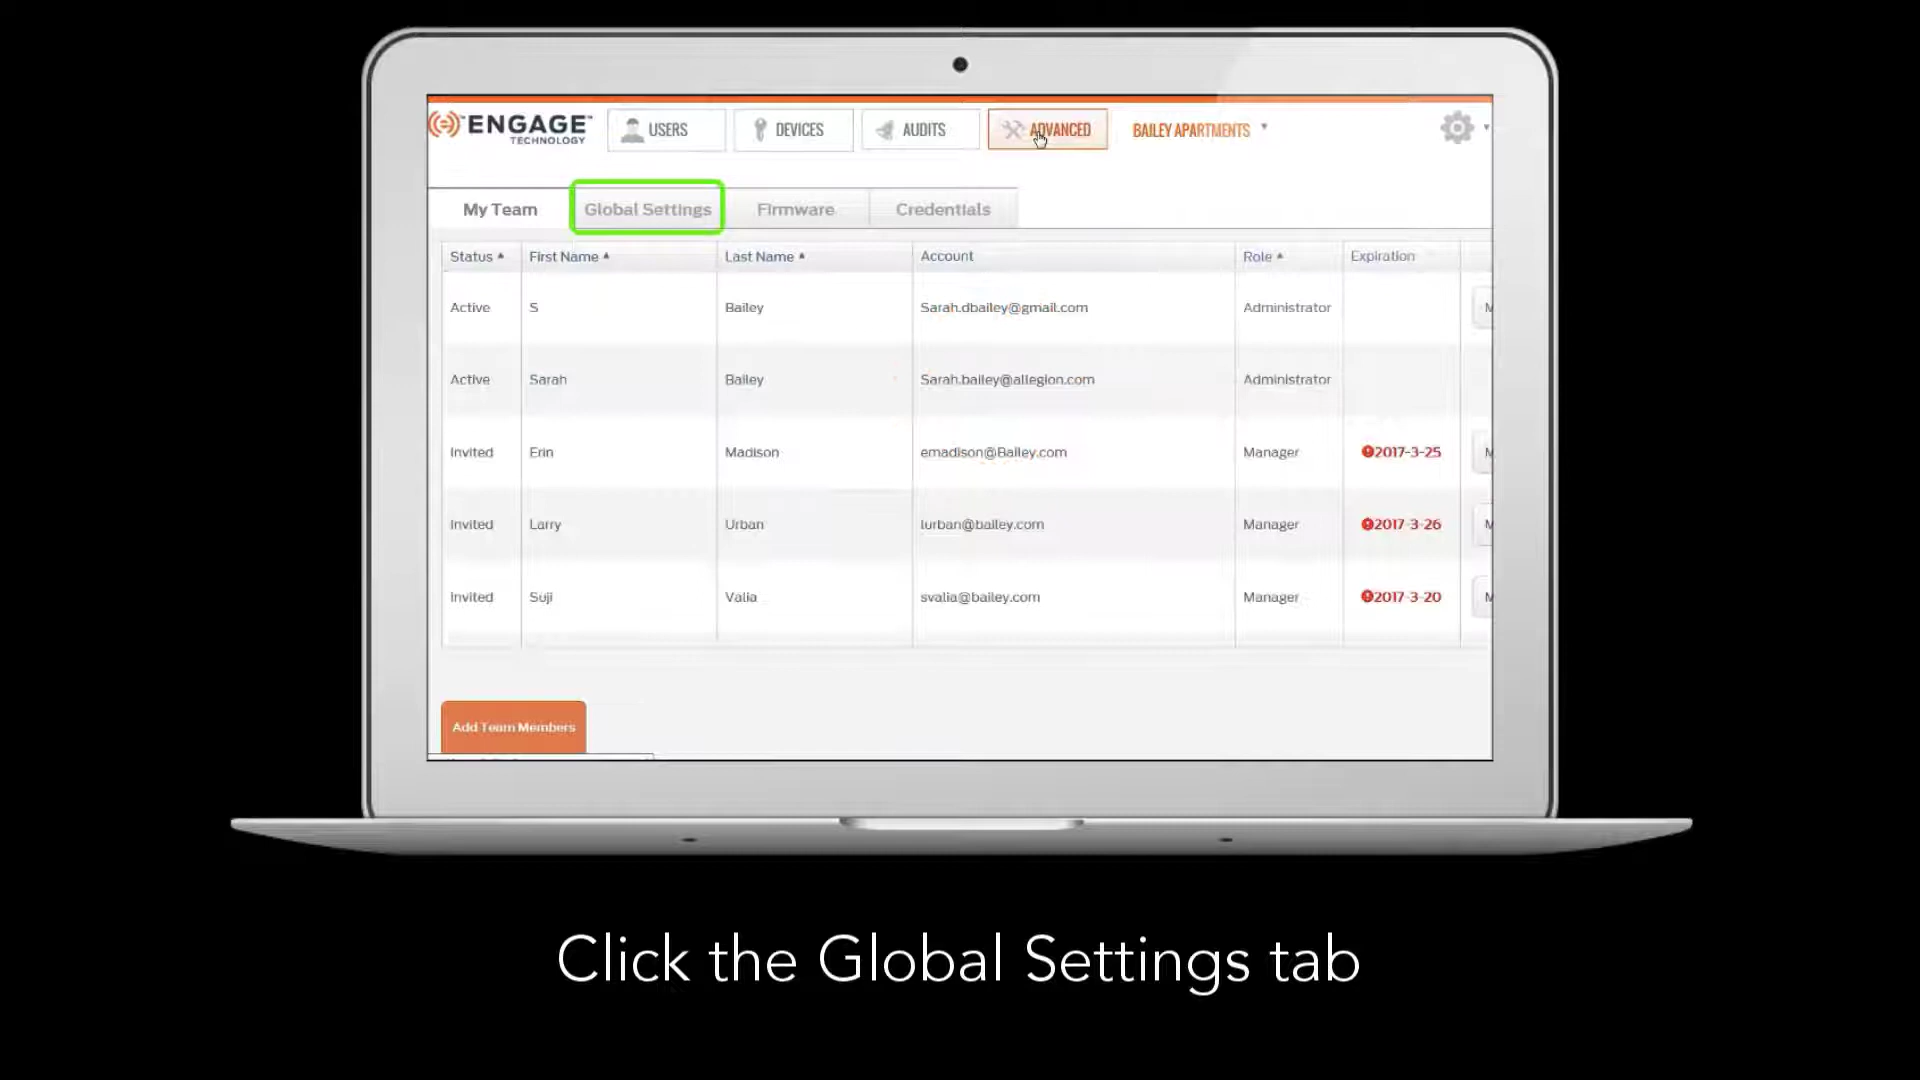 ENGAGE™
TECHNOLOGY
USERS
DEVICES
AUDITS
ADVANCED
BAILEY APARTMENTS
My Team
Global Settings
Firmware
Credentials
Status First Name Last Name Account Role Expiration
Active S Bailey Sarah.dbailey@gmail.com Administrator
Active Sarah Bailey Sarah.bailey@allegion.com Administrator
Invited Erin Madison emadison@Bailey.com Manager 2017-3-25
Invited Larry Urban lurban@bailey.com Manager 2017-3-26
Invited Suji Valia svalia@bailey.com Manager 2017-3-20
Add Team Members
Click the Global Settings tab